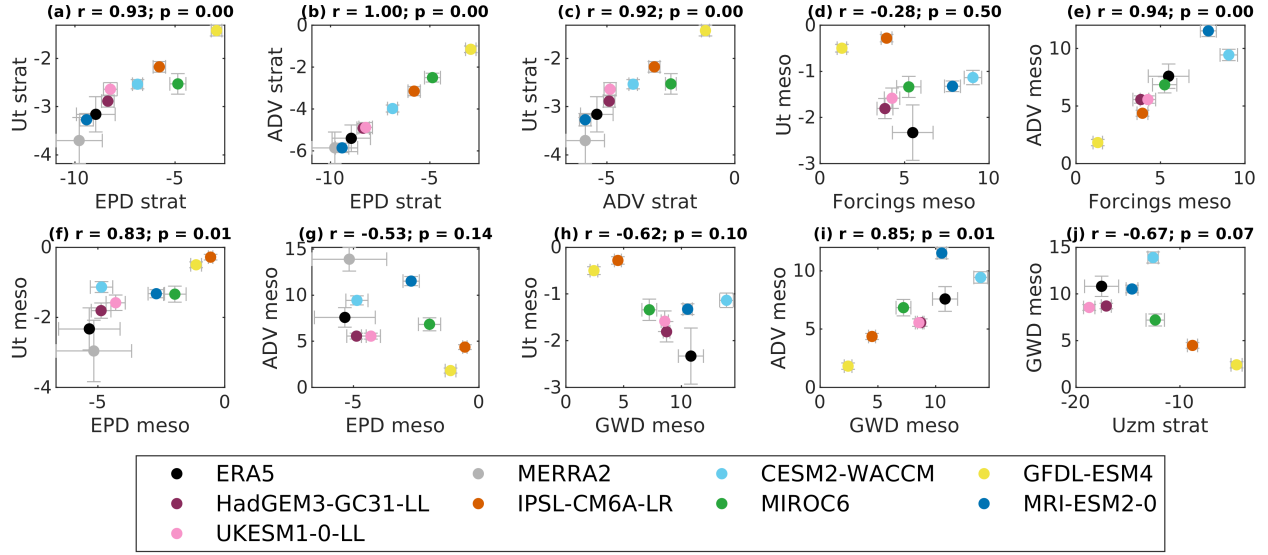 (a) r = 0.93; p = 0.00
(b) r = 1.00; p = 0.00
(c) r = 0.92; p = 0.00
(d) r = -0.28; p = 0.50
(e) r = 0.94; p = 0.00
Ut strat
-2
-3
-4
-10
-5
EPD strat
ADV strat
-2
-4
-6
-10
-5
EPD strat
Ut strat
-2
-3
-4
-6
-4
-2
0
ADV strat
Ut meso
0
-1
-2
-3
0
5
10
Forcings meso
ADV meso
10
5
0
0
5
10
Forcings meso
(f) r = 0.83; p = 0.01
(g) r = -0.53; p = 0.14
(h) r = -0.62; p = 0.10
(i) r = 0.85; p = 0.01
(j) r = -0.67; p = 0.07
Ut meso
0
-2
-4
-5
0
EPD meso
ADV meso
15
10
5
0
-5
0
EPD meso
Ut meso
0
-1
-2
-3
0
5
10
GWD meso
ADV meso
10
5
0
0
5
10
GWD meso
GWD meso
15
10
5
0
-20
-10
Uzm strat
ERA5
MERRA2
CESM2-WACCM
GFDL-ESM4
HadGEM3-GC31-LL
IPSL-CM6A-LR
MIROC6
MRI-ESM2-0
UKESM1-0-LL